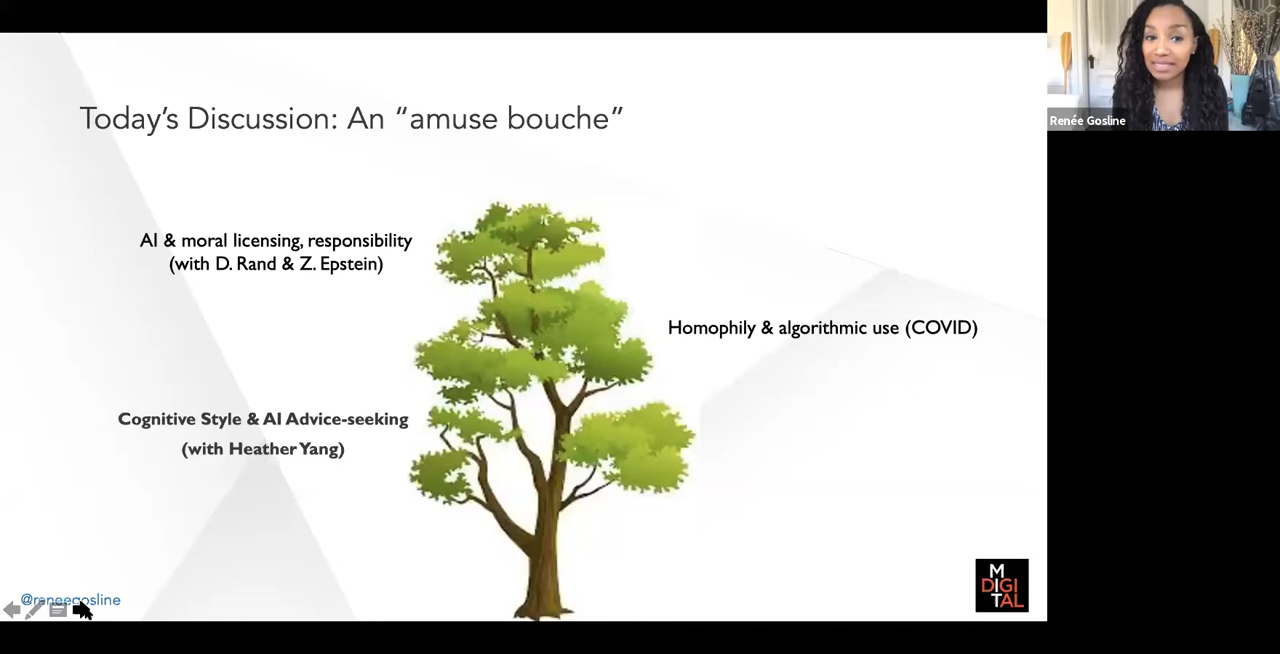 Today’s Discussion: An “amuse bouche”
Renée Gosline
AI & moral licensing, responsibility
(with D. Rand & Z. Epstein)
Homophily & algorithmic use (COVID)
Cognitive Style & AI Advice-seeking
(with Heather Yang)
@reneegosline
M
DIGI
TAL